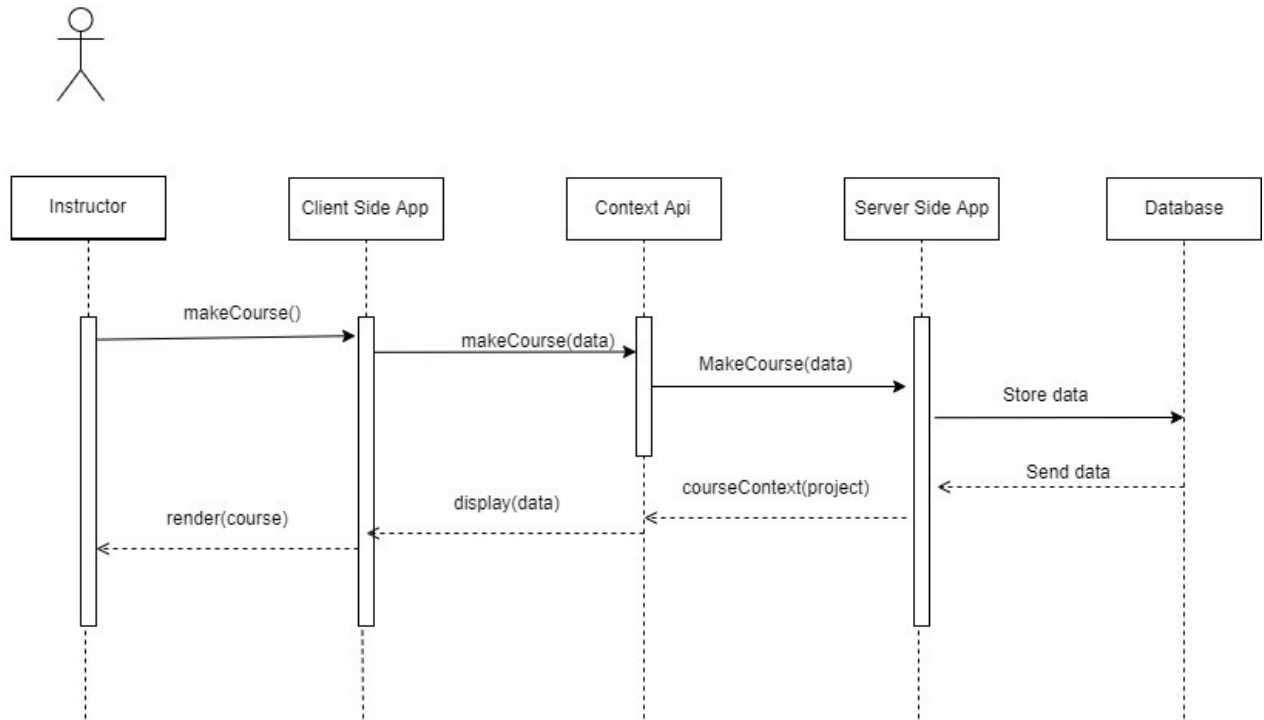 Instructor
Client Side App
Context Api
Server Side App
Database
makeCourse()
makeCourse(data)
MakeCourse(data)
Store data
Send data
courseContext(project)
display(data)
render(course)